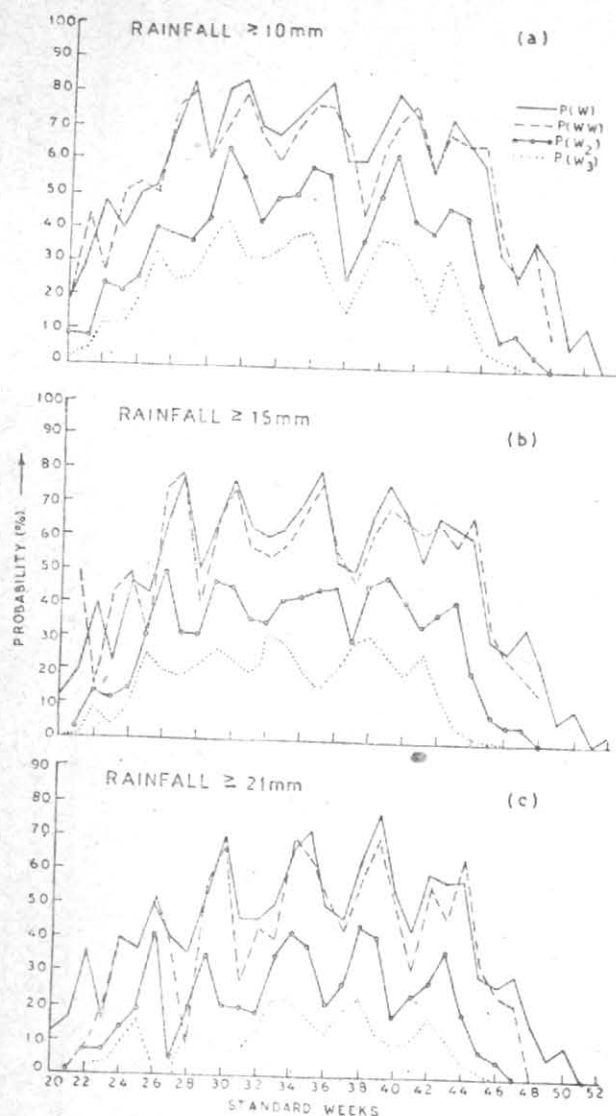 RAINFALL ≥ 10mm
(a)
100
90
80
70
60
50
40
30
20
10
0
P(W)
P(WW)
P(W2)
P(W3)
RAINFALL ≥ 15mm
(b)
100
90
80
70
60
50
40
30
20
10
0
PROBABILITY (%)
RAINFALL ≥ 21mm
(c)
90
80
70
60
50
40
30
20
10
0
20 22 24 26 28 30 32 34 36 38 40 42 44 46 48 50 52
STANDARD WEEKS